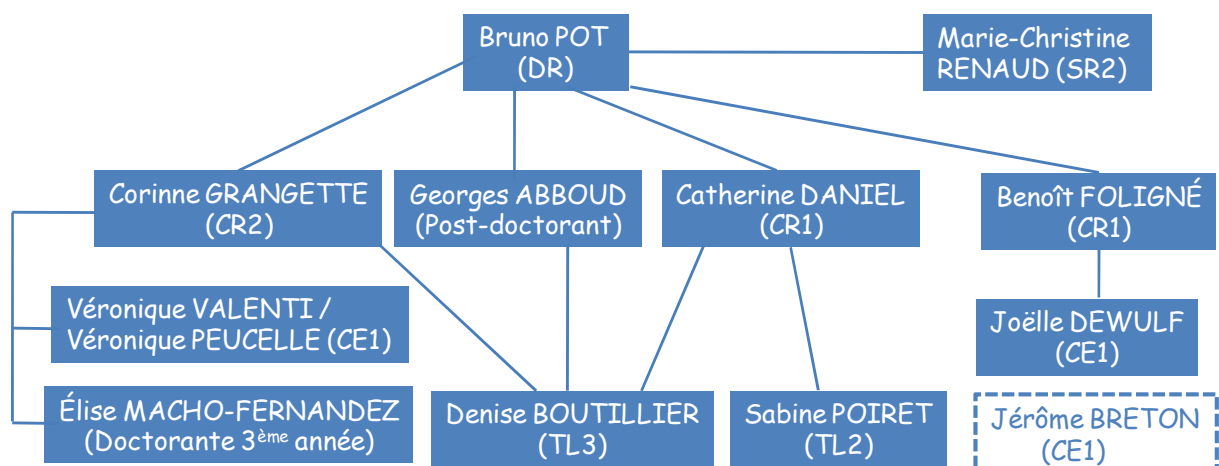 Bruno POT
(DR)
Marie-Christine
RENAUD (SR2)
Corinne GRANGETTE
(CR2)
Georges ABBOUD
(Post-doctorant)
Catherine DANIEL
(CR1)
Benoît FOLIGNÉ
(CR1)
Véronique VALENTI /
Véronique PEUCELLE (CE1)
Joëlle DEWULF
(CE1)
Élise MACHO-FERNANDEZ
(Doctorante 3ème année)
Denise BOUTILLIER
(TL3)
Sabine POIRET
(TL2)
Jérôme BRETON
(CE1)